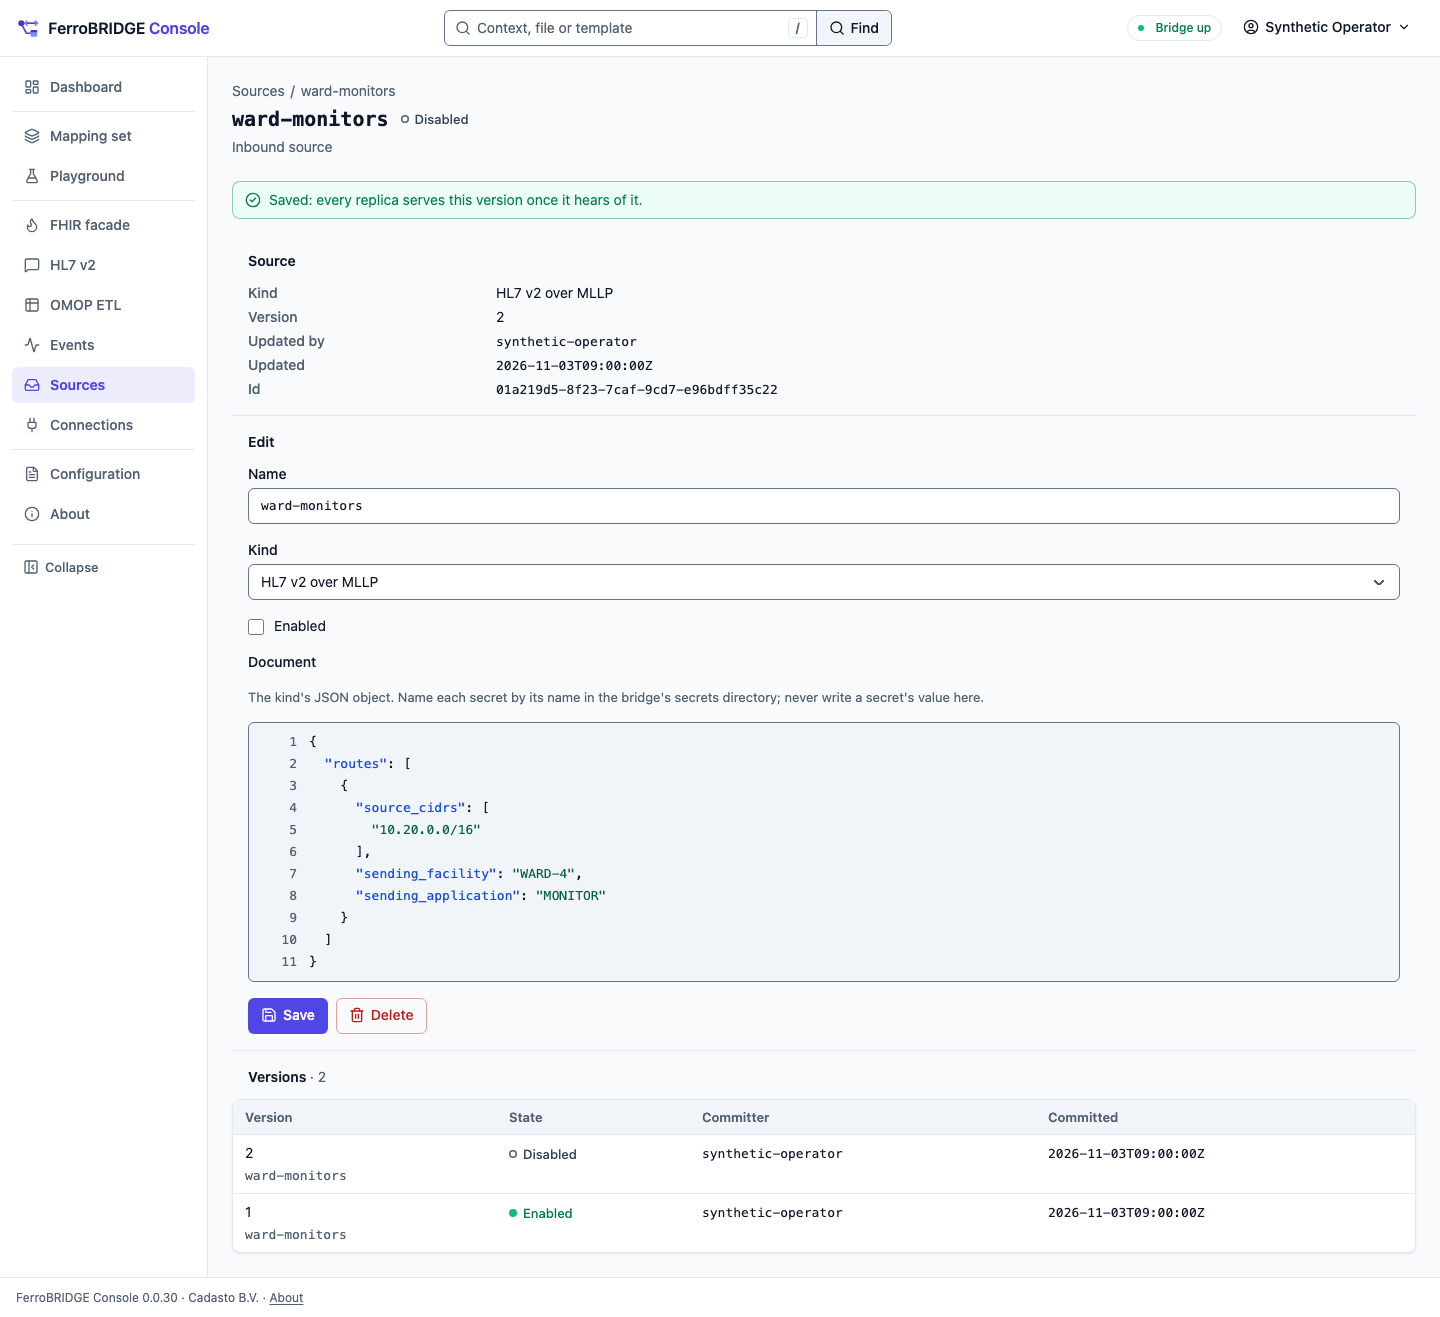 FerroBRIDGE Console
Context, file or template
/
Find
Bridge up
Synthetic Operator
Dashboard
Mapping set
Playground
FHIR facade
HL7 v2
OMOP ETL
Events
Sources
Connections
Configuration
About
Collapse
Sources / ward-monitors
ward-monitors Disabled
Inbound source
Saved: every replica serves this version once it hears of it.
Source
Kind HL7 v2 over MLLP
Version 2
Updated by synthetic-operator
Updated 2026-11-03T09:00:00Z
Id 01a219d5-8f23-7caf-9cd7-e96bdff35c22
Edit
Name
ward-monitors
Kind
HL7 v2 over MLLP
Enabled
Document
The kind's JSON object. Name each secret by its name in the bridge's secrets directory; never write a secret's value here.
1 {
2 "routes": [
3 {
4 "source_cidrs": [
5 "10.20.0.0/16"
6 ],
7 "sending_facility": "WARD-4",
8 "sending_application": "MONITOR"
9 }
10 ]
11 }
Save Delete
Versions · 2
Version State Committer Committed
2 Disabled synthetic-operator 2026-11-03T09:00:00Z
ward-monitors
1 Enabled synthetic-operator 2026-11-03T09:00:00Z
ward-monitors
FerroBRIDGE Console 0.0.30 · Cadasto B.V. · About